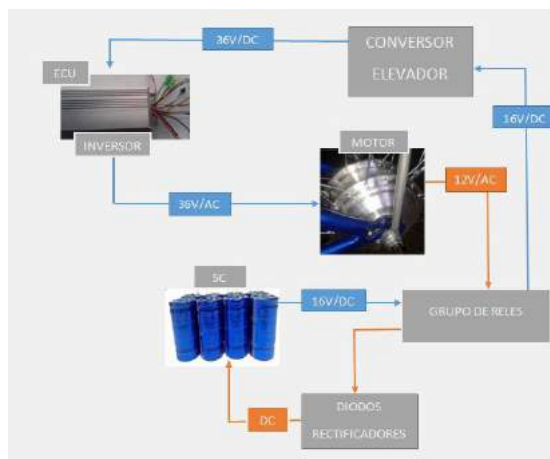 36V/DC
CONVERSOR
ELEVADOR
ECU
16V/DC
INVERSOR
MOTOR
12V/AC
36V/AC
SC
16V/DC
GRUPO DE RELES
DIODOS
RECTIFICADORES
DC